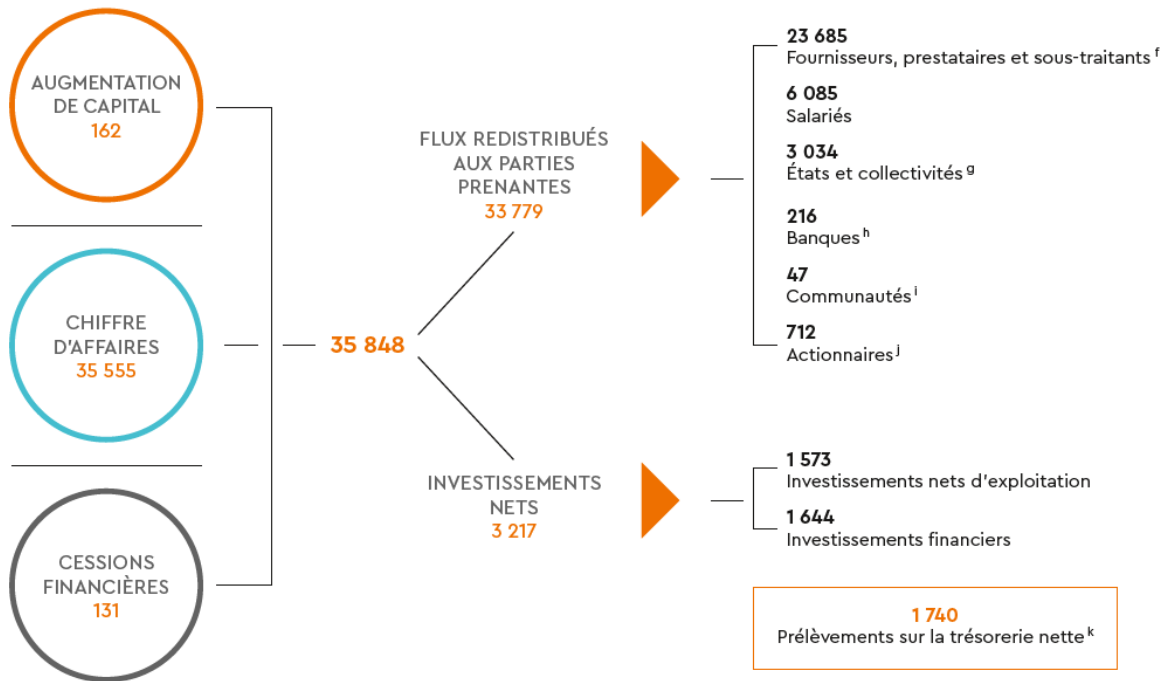 AUGMENTATION
DE CAPITAL
162
CHIFFRE
D'AFFAIRES
35 555
CESSIONS
FINANCIÈRES
131
35 848
FLUX REDISTRIBUÉS
AUX PARTIES
PRENANTES
33 779
23 685
Fournisseurs, prestataires et sous-traitants f
6 085
Salariés
3 034
États et collectivités g
216
Banques h
47
Communautés i
712
Actionnaires j
INVESTISSEMENTS
NETS
3 217
1 573
Investissements nets d'exploitation
1 644
Investissements financiers
1 740
Prélèvements sur la trésorerie nette k